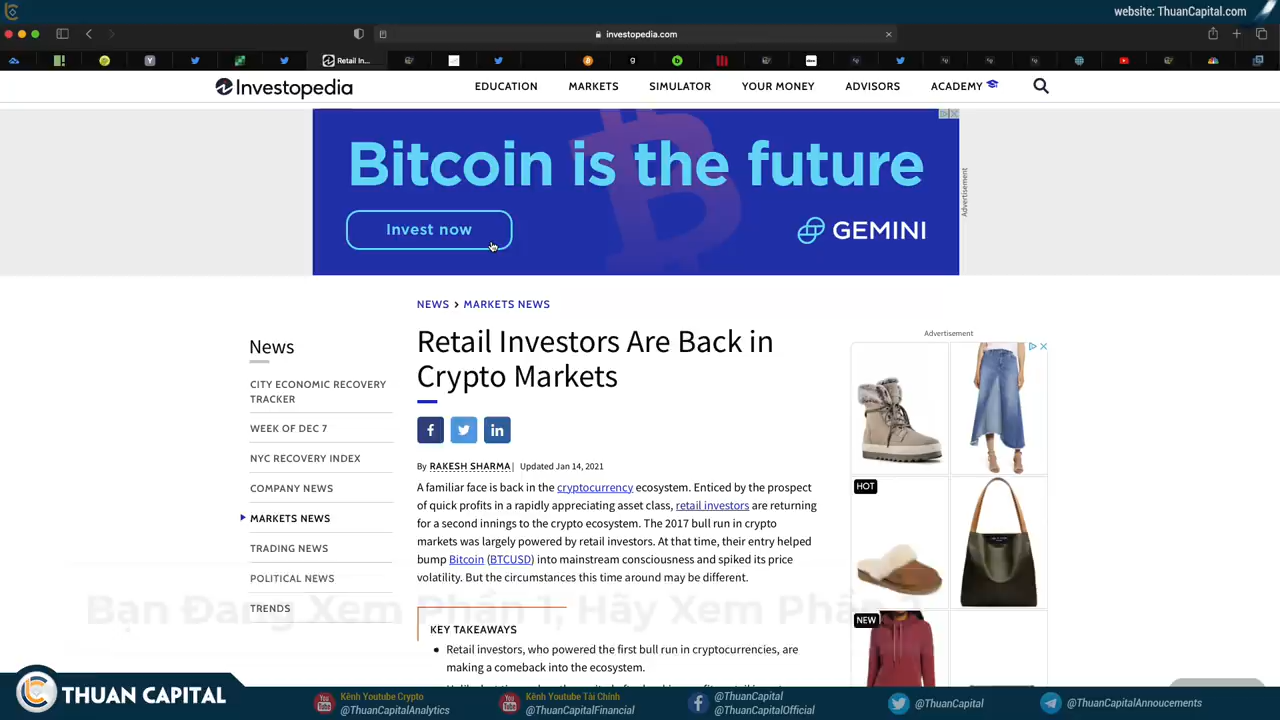 website: ThuanCapital.com
investopedia.com
Retail In...
Investopedia
EDUCATION
MARKETS
SIMULATOR
YOUR MONEY
ADVISORS
ACADEMY
Bitcoin is the future
Invest now
GEMINI
Advertisement
NEWS > MARKETS NEWS
Retail Investors Are Back in
Crypto Markets
News
CITY ECONOMIC RECOVERY
TRACKER
WEEK OF DEC 7
NYC RECOVERY INDEX
COMPANY NEWS
MARKETS NEWS
TRADING NEWS
POLITICAL NEWS
TRENDS
By RAKESH SHARMA | Updated Jan 14, 2021
A familiar face is back in the cryptocurrency ecosystem. Enticed by the prospect
of quick profits in a rapidly appreciating asset class, retail investors are returning
for a second innings to the crypto ecosystem. The 2017 bull run in crypto
markets was largely powered by retail investors. At that time, their entry helped
bump Bitcoin (BTCUSD) into mainstream consciousness and spiked its price
volatility. But the circumstances this time around may be different.
KEY TAKEAWAYS
• Retail investors, who powered the first bull run in cryptocurrencies, are
making a comeback into the ecosystem.
Advertisement
HOT
NEW
Bạn Đang Xem Phần 1, Hãy Xem Phần
THUAN CAPITAL
Kênh Youtube Crypto
@ThuanCapitalAnalytics
Kênh Youtube Tài Chính
@ThuanCapitalFinancial
@ThuanCapital
@ThuanCapitalOfficial
@ThuanCapital
@ThuanCapitalAnnoucements